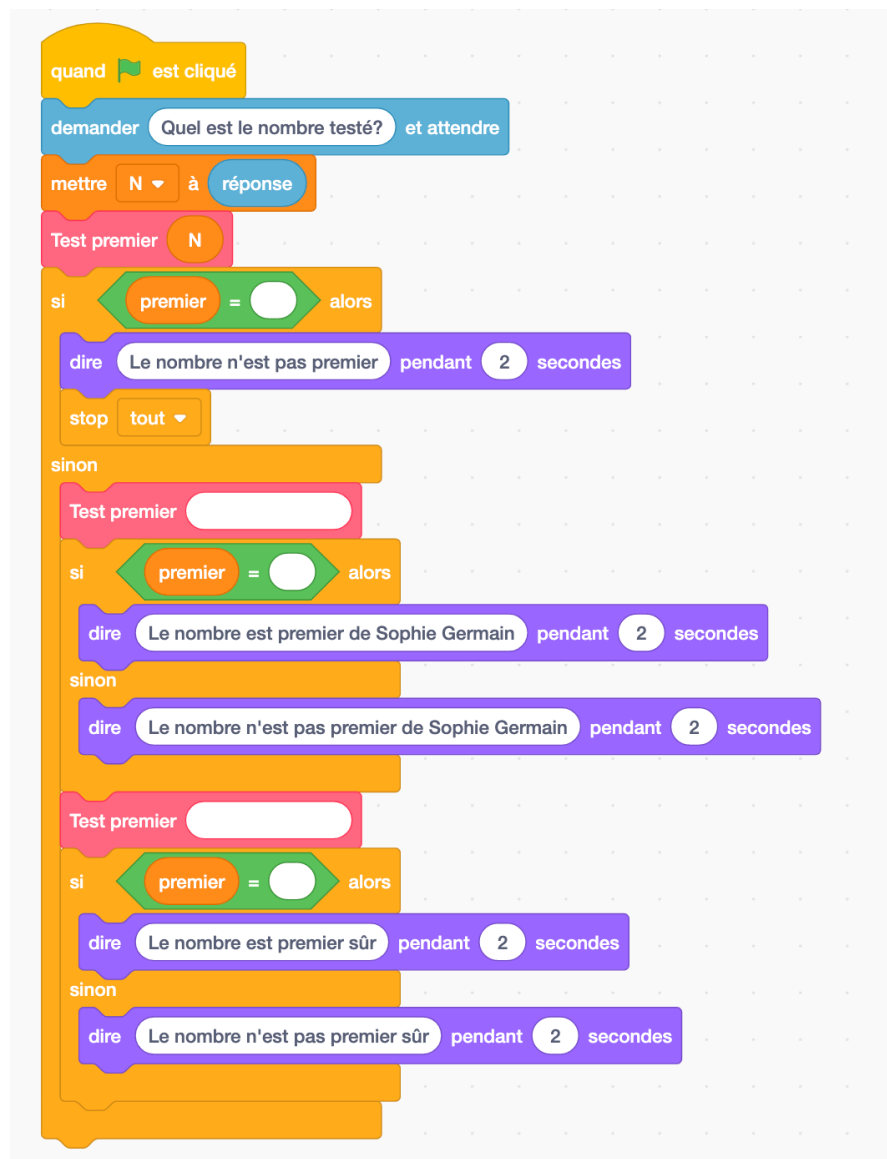 quand est cliqué
demander Quel est le nombre testé? et attendre
mettre N à réponse
Test premier N
si premier = alors
dire Le nombre n'est pas premier pendant 2 secondes
stop tout
sinon
Test premier
si premier = alors
dire Le nombre est premier de Sophie Germain pendant 2 secondes
sinon
dire Le nombre n'est pas premier de Sophie Germain pendant 2 secondes
Test premier
si premier = alors
dire Le nombre est premier sûr pendant 2 secondes
sinon
dire Le nombre n'est pas premier sûr pendant 2 secondes